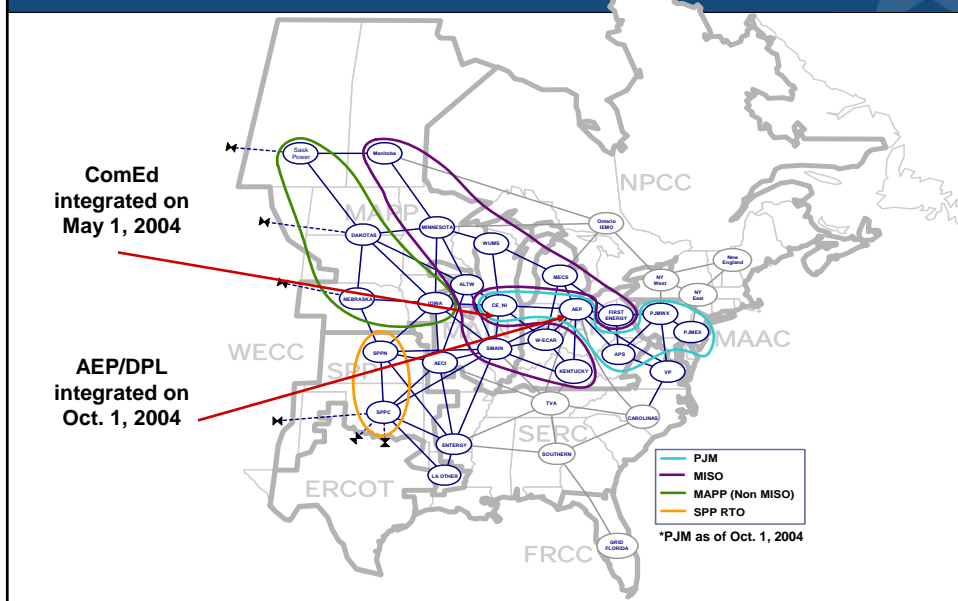 ComEd
integrated on
May 1, 2004
AEP/DPL
integrated on
Oct. 1, 2004
NPCC
MAPP
WECC
MAAC
SERC
ERCOT
FRCC
Sask
Power
Manitoba
Ontario
IEMO
DAKOTAS
MINNESOTA
WUMS
MECS
New
England
NY
West
NY
East
NEBRASKA
IOWA
ALTW
CE_NI
AEP
FIRST
ENERGY
PJMWX
PJMEX
SPPN
AECI
SMAIN
W-ECAR
KENTUCKY
APS
VP
SPPC
TVA
CAROLINAS
ENTERGY
SOUTHERN
LA OTHER
GRID
FLORIDA
PJM
MISO
MAPP (Non MISO)
SPP RTO
*PJM as of Oct. 1, 2004